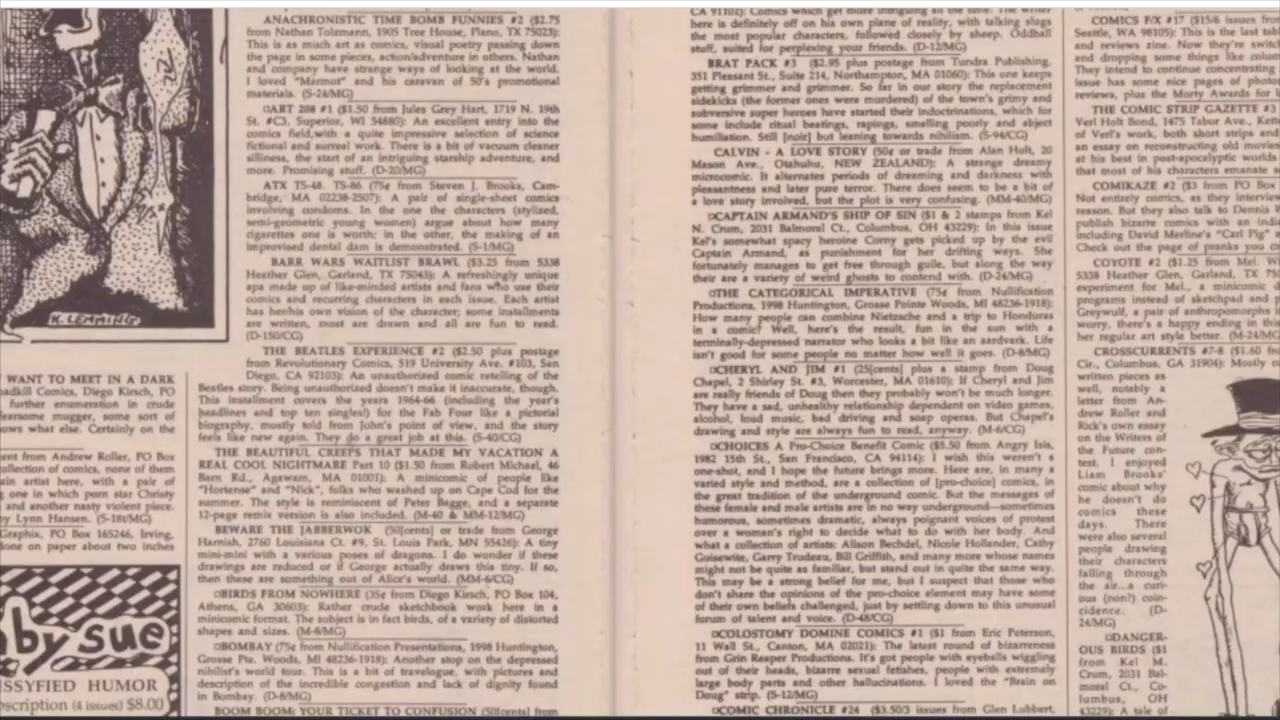 K. LEMMING
WANT TO MEET IN A DARK
oadkill Comics, Diego Kirsch, PO
further enumeration in crude
fearsome mugger, some sort of
ows what else. Certainly on the
ent from Andrew Roller, PO Box
ollection of comics, none of them
ain artist here, with a pair of
one in which porn star Christy
and another nasty violent piece.
by Lynn Hansen. (S-18t/MG)
Graphix, PO Box 165246, Irving,
done on paper about two inches
by sue
SSYFIED HUMOR
scription (4 issues) $8.00
ANACHRONISTIC TIME BOMB FUNNIES #2 ($2.75
from Nathan Tolzmann, 1905 Tree House, Plano, TX 75023):
This is as much art as comics, visual poetry passing down
the page in some pieces, action/adventure in others. Nathan
and company have strange ways of looking at the world.
I loved "Marmot" and his caravan of 50's promotional
materials. (S-24/MG)
¤ART 208 #1 ($1.50 from Jules Grey Hart, 1719 N. 19th
St. #C3, Superior, WI 54880): An excellent entry into the
comics field,with a quite impressive selection of science
fictional and surreal work. There is a bit of vacuum cleaner
silliness, the start of an intriguing starship adventure, and
more. Promising stuff. (D-20/MG)
ATX TS-48, TS-86 (75¢ from Steven J. Brooks, Cam-
bridge, MA 02238-2507): A pair of single-sheet comics
involving condoms. In the one the characters (stylized,
semi-geometric young women) argue about how many
cigarettes one is worth; in the other, the making of an
improvised dental dam is demonstrated. (S-1/MG)
BARR WARS WAITLIST BRAWL ($3.25 from 5338
Heather Glen, Garland, TX 75043): A refreshingly unique
apa made up of like-minded artists and fans who use their
comics and recurring characters in each issue. Each artist
has her/his own vision of the character; some installments
are written, most are drawn and all are fun to read.
(D-150/CG)
THE BEATLES EXPERIENCE #2 ($2.50 plus postage
from Revolutionary Comics, 519 University Ave. #103, San
Diego, CA 92103): An unauthorized comic retelling of the
Beatles story. Being unauthorized doesn't make it inaccurate, though.
This installment covers the years 1964-66 (including the year's
headlines and top ten singles!) for the Fab Four like a pictorial
biography, mostly told from John's point of view, and the story
feels like new again. They do a great job at this. (S-40/CG)
THE BEAUTIFUL CREEPS THAT MADE MY VACATION A
REAL COOL NIGHTMARE Part 10 ($1.50 from Robert Michael, 46
Barn Rd., Agawam, MA 01001): A minicomic of people like
"Hortense" and "Nick", folks who washed up on Cape Cod for the
summer. The style is reminiscent of Peter Bagge, and a separate
12-page remix version is also included. (M-40 & MM-12/MG)
BEWARE THE JABBERWOK (50[cents] or trade from George
Harnish, 2760 Louisiana Ct. #9, St. Louis Park, MN 55426): A tiny
mini-mini with a various poses of dragons. I do wonder if these
drawings are reduced or if George actually draws this tiny. If so,
then these are something out of Alice's world. (MM-6/CG)
¤BIRDS FROM NOWHERE (35¢ from Diego Kirsch, PO Box 104,
Athens, GA 30603): Rather crude sketchbook work here in a
minicomic format. The subject is in fact birds, of a variety of distorted
shapes and sizes. (M-8/MG)
¤BOMBAY (75¢ from Nullification Presentations, 1998 Huntington,
Grosse Pte. Woods, MI 48236-1918): Another stop on the depressed
nihilist's world tour. This is a bit of travelogue, with pictures and
description of the incredible congestion and lack of dignity found
in Bombay. (D-8/MG)
BOOM BOOM: YOUR TICKET TO CONFUSION (50[cents] from
CA 91102): Comics which get more intriguing all the time. The writer
here is definitely off on his own plane of reality, with talking slugs
the most popular characters, followed closely by sheep. Oddball
stuff, suited for perplexing your friends. (D-12/MG)
BRAT PACK #3 ($2.95 plus postage from Tundra Publishing,
351 Pleasant St., Suite 214, Northampton, MA 01060): This one keeps
getting grimmer and grimmer. So far in our story the replacement
sidekicks (the former ones were murdered) of the town's grimy and
subversive super heroes have started their indoctrinations, which for
some include ritual beatings, rapings, smelling poorly and abject
humiliation. Still [noir] but leaning towards nihilism. (S-94/CG)
CALVIN - A LOVE STORY (50¢ or trade from Alan Holt, 20
Mason Ave., Otahuhu, NEW ZEALAND): A strange dreamy
microcomic. It alternates periods of dreaming and darkness with
pleasantness and later pure terror. There does seem to be a bit of
a love story involved, but the plot is very confusing. (MM-40/MG)
¤CAPTAIN ARMAND'S SHIP OF SIN ($1 & 2 stamps from Kel
N. Crum, 2031 Balmoral Ct., Columbus, OH 43229): In this issue
Kel's somewhat spacy heroine Corny gets picked up by the evil
Captain Armand, as punishment for her drifting ways. She
fortunately manages to get free through guile, but along the way
their are a variety of weird ghosts to contend with. (D-24/MG)
¤THE CATEGORICAL IMPERATIVE (75¢ from Nullification
Productions, 1998 Huntington, Grosse Pointe Woods, MI 48236-1918):
How many people can combine Nietzsche and a trip to Honduras
in a comic? Well, here's the result, fun in the sun with a
terminally-depressed narrator who looks a bit like an aardvark. Life
isn't good for some people no matter how well it goes. (D-8/MG)
¤CHERYL AND JIM #1 (25[cents] plus a stamp from Doug
Chapel, 2 Shirley St. #3, Worcester, MA 01610): If Cheryl and Jim
are really friends of Doug then they probably won't be much longer.
They have a sad, unhealthy relationship dependent on video games,
alcohol, loud music, bad driving and soap operas. But Chapel's
drawing and style are always fun to read, anyway. (M-6/CG)
¤CHOICES A Pro-Choice Benefit Comic ($5.50 from Angry Isis,
1982 15th St., San Francisco, CA 94114): I wish this weren't a
one-shot, and I hope the future brings more. Here are, in many a
varied style and method, are a collection of [pro-choice] comics, in
the great tradition of the underground comic. But the messages of
these female and male artists are in no way underground—sometimes
humorous, sometimes dramatic, always poignant voices of protest
over a woman's right to decide what to do with her body. And
what a collection of artists: Alison Bechdel, Nicole Hollander, Cathy
Guisewite, Garry Trudeau, Bill Griffith, and many more whose names
might not be quite as familiar, but stand out in quite the same way.
This may be a strong belief for me, but I suspect that those who
don't share the opinions of the pro-choice element may have some
of their own beliefs challenged, just by settling down to this unusual
forum of talent and voice. (D-48/CG)
¤COLOSTOMY DOMINE COMICS #1 ($1 from Eric Peterson,
11 Wall St., Canton, MA 02021): The latest round of bizarreness
from Grin Reaper Productions. It's got people with eyeballs wiggling
out of their heads, bizarre sexual fetishes, people with extremely
large body parts and other hallucinations. I loved the "Brain on
Doug" strip. (S-12/MG)
¤COMIC CHRONICLE #24 ($3.50/3 issues from Glen Lubbert,
COMICS F/X #17 ($15/6 issues from
Seattle, WA 98105): This is the last tab
and reviews zine. Now they're switch
and dropping some things like colum
They intend to continue concentrating
issue has some nice pages of photos
reviews, plus the Morty Awards for
THE COMIC STRIP GAZETTE #3
Verl Holt Bond, 1475 Tabor Ave., Kett
of Verl's work, both short strips and
an essay on reconstructing old movies
at his best in post-apocalyptic worlds
that most of his characters emanate s
COMIKAZE #2 ($3 from PO Box
Not entirely comics, as they interview
reason. But they also talk to Dennis W
publish bizarre comics with an indi
including David Merline's "Carl Pig"
Check out the page of pranks you ca
COYOTE #2 ($1.25 from Mel. W
5338 Heather Glen, Garland, TX 75
experiment for Mel., a minicomic d
programs instead of sketchpad and p
Greywulf, a pair of anthropomorphs
worry, there's a happy ending in this
her regular art style better. (M-24/MG
CROSSCURRENTS #7-8 ($1.60 fr
Cir., Columbus, GA 31904): Mostly co
written pieces as
well, notably a
letter from An-
drew Roller and
Rick's own essay
on the Writers of
the Future con-
test. I enjoyed
Liam Brooks'
comic about why
he doesn't do
comics these
days. There
were also several
people drawing
their characters
falling through
the air...a curi-
ous (non?) coin-
cidence. (D-
24/MG)
¤DANGER-
OUS BIRDS ($1
from Kel M.
Crum, 2031 Bal-
moral Ct., Co-
lumbus, OH
43229): A tale of